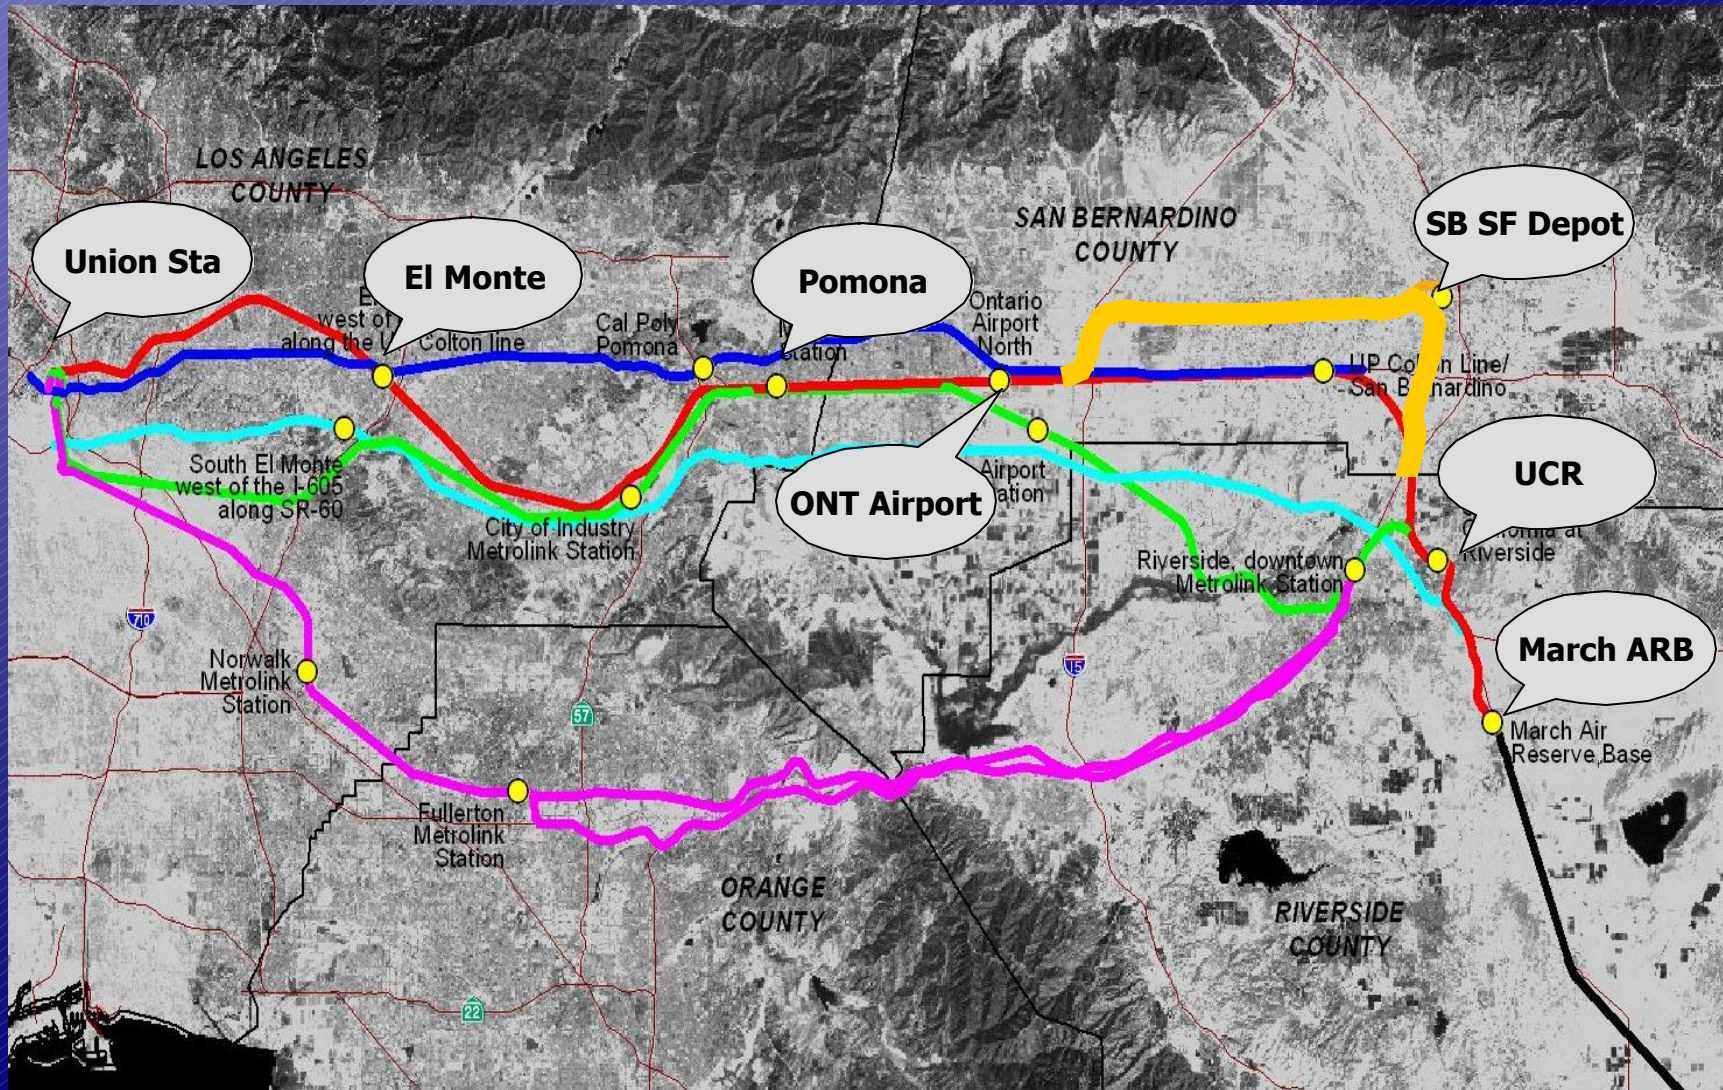 LOS ANGELES
COUNTY
SAN BERNARDINO
COUNTY
SB SF Depot
Union Sta
El Monte
Pomona
west of
along the
Colton line
Cal Poly
Pomona
Station
Ontario
Airport
North
UP Colton Line/
San Bernardino
South El Monte
west of the I-605
along SR-60
City of Industry
Metrolink Station
ONT Airport
Airport
UCR
at
Riverside
Riverside, downtown
Metrolink Station
710
15
57
22
Norwalk
Metrolink
Station
March ARB
March Air
Reserve Base
Fullerton
Metrolink
Station
ORANGE
COUNTY
RIVERSIDE
COUNTY